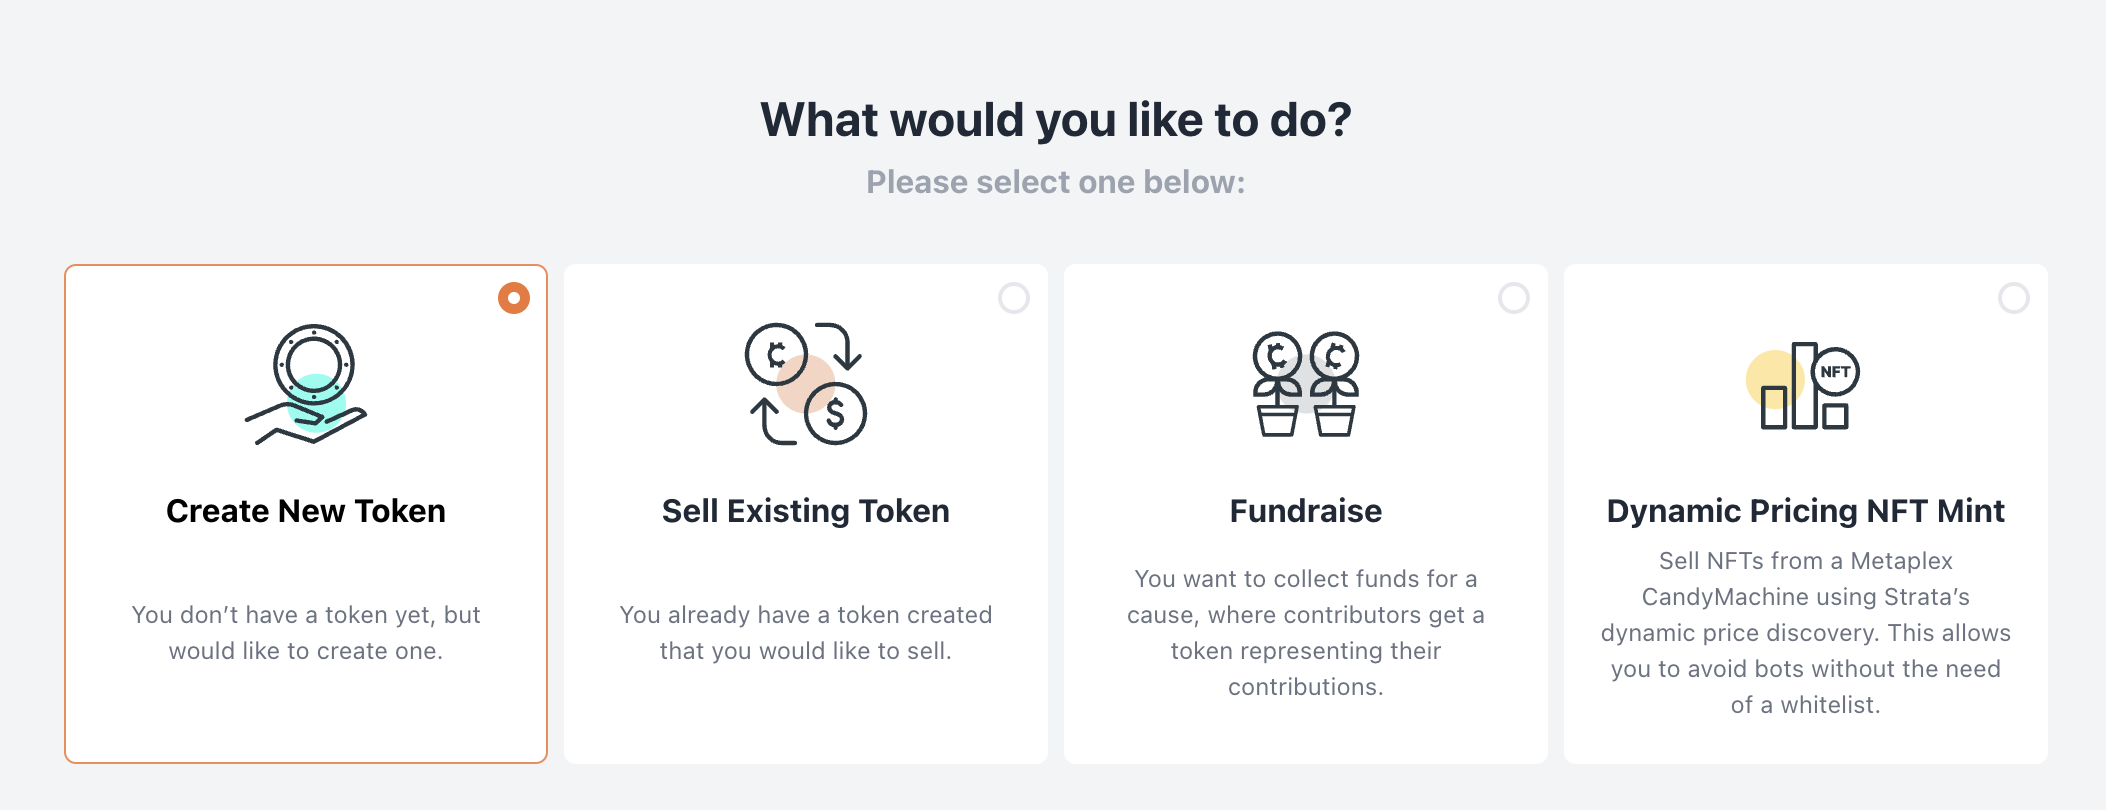 What would you like to do?
Please select one below:
Create New Token
You don’t have a token yet, but
would like to create one.
₵
$
Sell Existing Token
You already have a token created
that you would like to sell.
₵ ₵
Fundraise
You want to collect funds for a
cause, where contributors get a
token representing their
contributions.
NFT
Dynamic Pricing NFT Mint
Sell NFTs from a Metaplex
CandyMachine using Strata’s
dynamic price discovery. This allows
you to avoid bots without the need
of a whitelist.